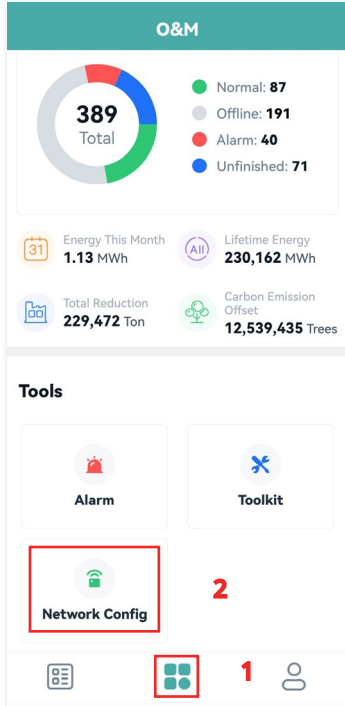 O&M
389
Total
Normal: 87
Offline: 191
Alarm: 40
Unfinished: 71
31
Energy This Month
1.13 MWh
All
Lifetime Energy
230,162 MWh
Total Reduction
229,472 Ton
Carbon Emission
Offset
12,539,435 Trees
Tools
Alarm
Toolkit
Network Config
2
1